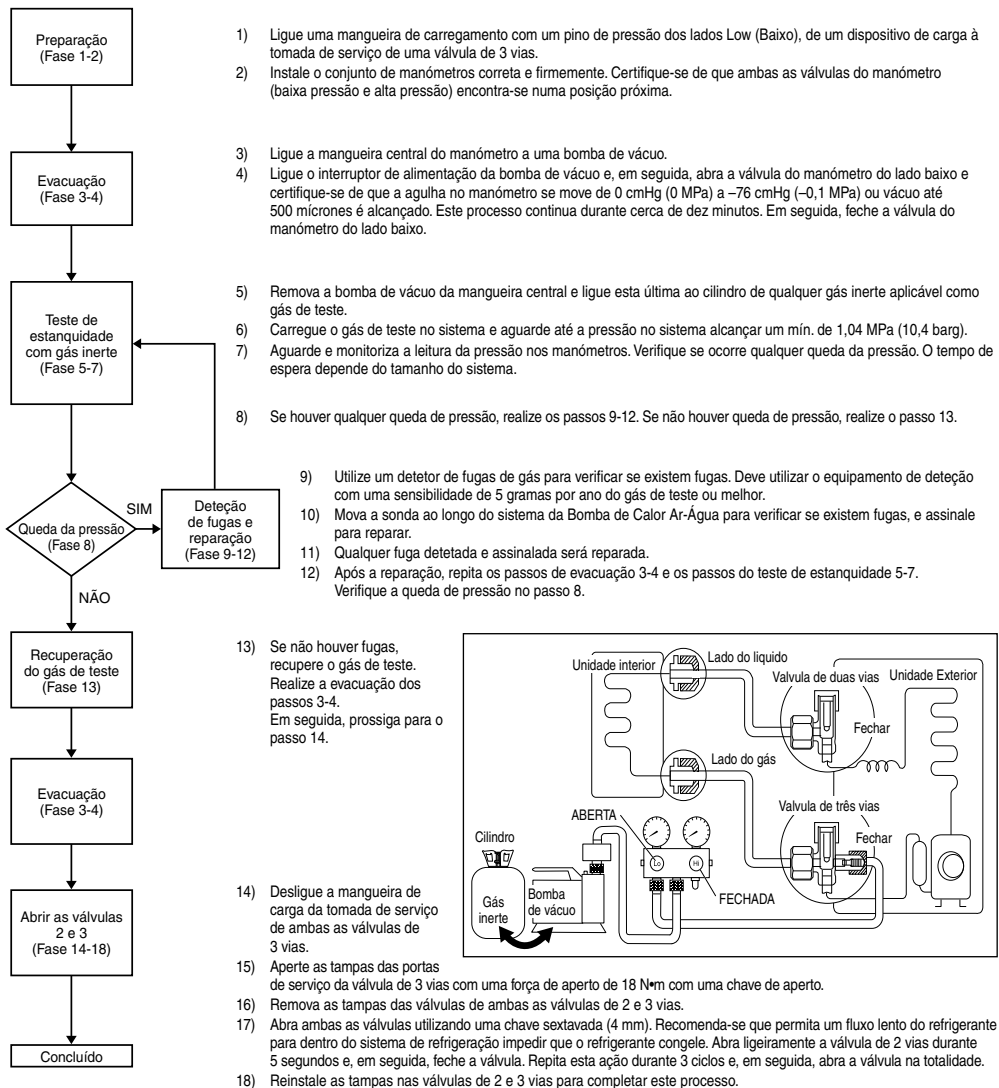 Preparação
(Fase 1-2)
1) Ligue uma mangueira de carregamento com um pino de pressão dos lados Low (Baixo), de um dispositivo de carga à
tomada de serviço de uma válvula de 3 vias.
2) Instale o conjunto de manómetros correta e firmemente. Certifique-se de que ambas as válvulas do manómetro
(baixa pressão e alta pressão) encontra-se numa posição próxima.
Evacuação
(Fase 3-4)
3) Ligue a mangueira central do manómetro a uma bomba de vácuo.
4) Ligue o interruptor de alimentação da bomba de vácuo e, em seguida, abra a válvula do manómetro do lado baixo e
certifique-se de que a agulha no manómetro se move de 0 cmHg (0 MPa) a –76 cmHg (–0,1 MPa) ou vácuo até
500 mícrones é alcançado. Este processo continua durante cerca de dez minutos. Em seguida, feche a válvula do
manómetro do lado baixo.
Teste de
estanquidade
com gás inerte
(Fase 5-7)
5) Remova a bomba de vácuo da mangueira central e ligue esta última ao cilindro de qualquer gás inerte aplicável como
gás de teste.
6) Carregue o gás de teste no sistema e aguarde até a pressão no sistema alcançar um mín. de 1,04 MPa (10,4 barg).
7) Aguarde e monitoriza a leitura da pressão nos manómetros. Verifique se ocorre qualquer queda da pressão. O tempo de
espera depende do tamanho do sistema.
8) Se houver qualquer queda de pressão, realize os passos 9-12. Se não houver queda de pressão, realize o passo 13.
Queda da pressão
(Fase 8)
SIM
NÃO
Deteção
de fugas e
reparação
(Fase 9-12)
9) Utilize um detetor de fugas de gás para verificar se existem fugas. Deve utilizar o equipamento de deteção
com uma sensibilidade de 5 gramas por ano do gás de teste ou melhor.
10) Mova a sonda ao longo do sistema da Bomba de Calor Ar-Água para verificar se existem fugas, e assinale
para reparar.
11) Qualquer fuga detetada e assinalada será reparada.
12) Após a reparação, repita os passos de evacuação 3-4 e os passos do teste de estanquidade 5-7.
Verifique a queda de pressão no passo 8.
Recuperação
do gás de teste
(Fase 13)
13) Se não houver fugas,
recupere o gás de teste.
Realize a evacuação dos
passos 3-4.
Em seguida, prossiga para o
passo 14.
Unidade interior
Lado do liquido
Valvula de duas vias
Unidade Exterior
Fechar
Lado do gás
Valvula de três vias
Fechar
ABERTA
Cilindro
Lo
Hi
FECHADA
Gás
inerte
Bomba
de vácuo
Evacuação
(Fase 3-4)
Abrir as válvulas
2 e 3
(Fase 14-18)
14) Desligue a mangueira de
carga da tomada de serviço
de ambas as válvulas de
3 vias.
15) Aperte as tampas das portas
de serviço da válvula de 3 vias com uma força de aperto de 18 N•m com uma chave de aperto.
16) Remova as tampas das válvulas de ambas as válvulas de 2 e 3 vias.
17) Abra ambas as válvulas utilizando uma chave sextavada (4 mm). Recomenda-se que permita um fluxo lento do refrigerante
para dentro do sistema de refrigeração impedir que o refrigerante congele. Abra ligeiramente a válvula de 2 vias durante
5 segundos e, em seguida, feche a válvula. Repita esta ação durante 3 ciclos e, em seguida, abra a válvula na totalidade.
18) Reinstale as tampas nas válvulas de 2 e 3 vias para completar este processo.
Concluído